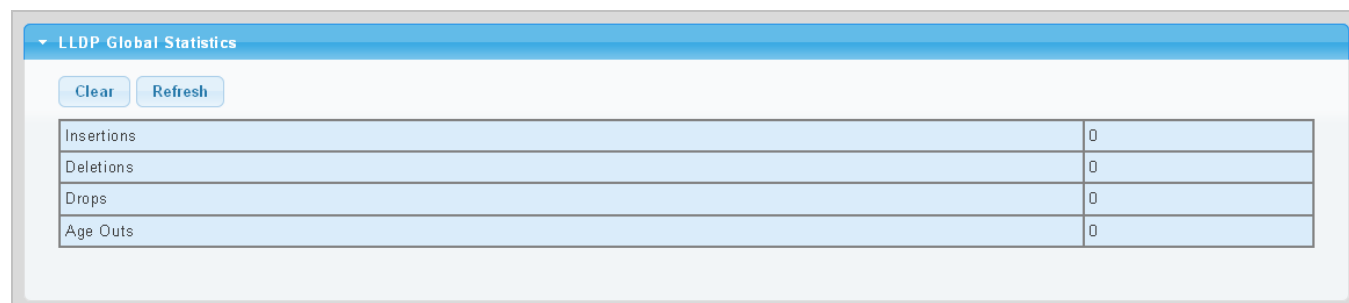 LLDP Global Statistics
Clear Refresh
Insertions 0
Deletions 0
Drops 0
Age Outs 0